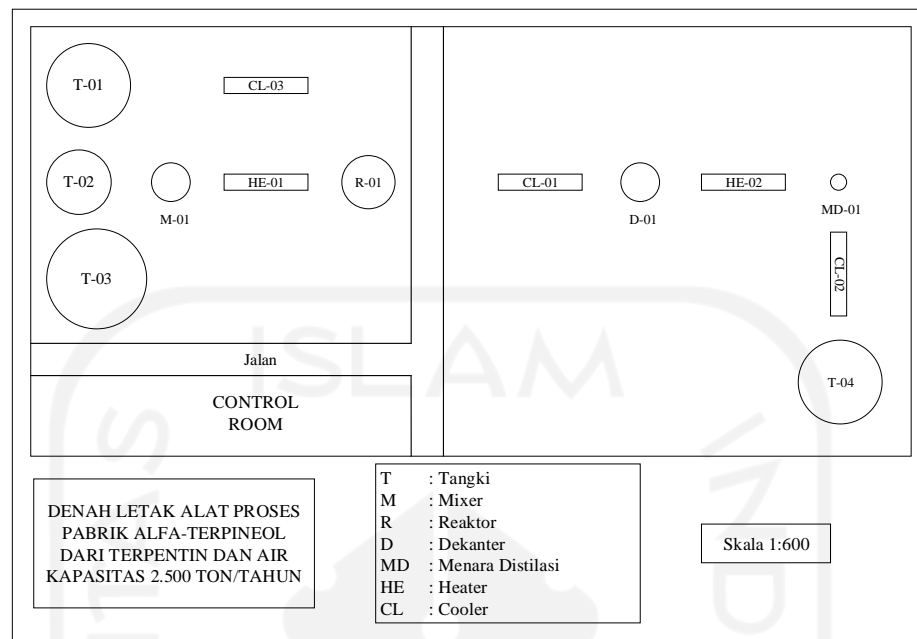 T-01
CL-03
T-02
M-01
HE-01
R-01
CL-01
D-01
HE-02
MD-01
T-03
CL-02
Jalan
T-04
CONTROL
ROOM
DENAH LETAK ALAT PROSES
PABRIK ALFA-TERPINEOL
DARI TERPENTIN DAN AIR
KAPASITAS 2.500 TON/TAHUN
T : Tangki
M : Mixer
R : Reaktor
D : Dekanter
MD : Menara Distilasi
HE : Heater
CL : Cooler
Skala 1:600
ISLAM